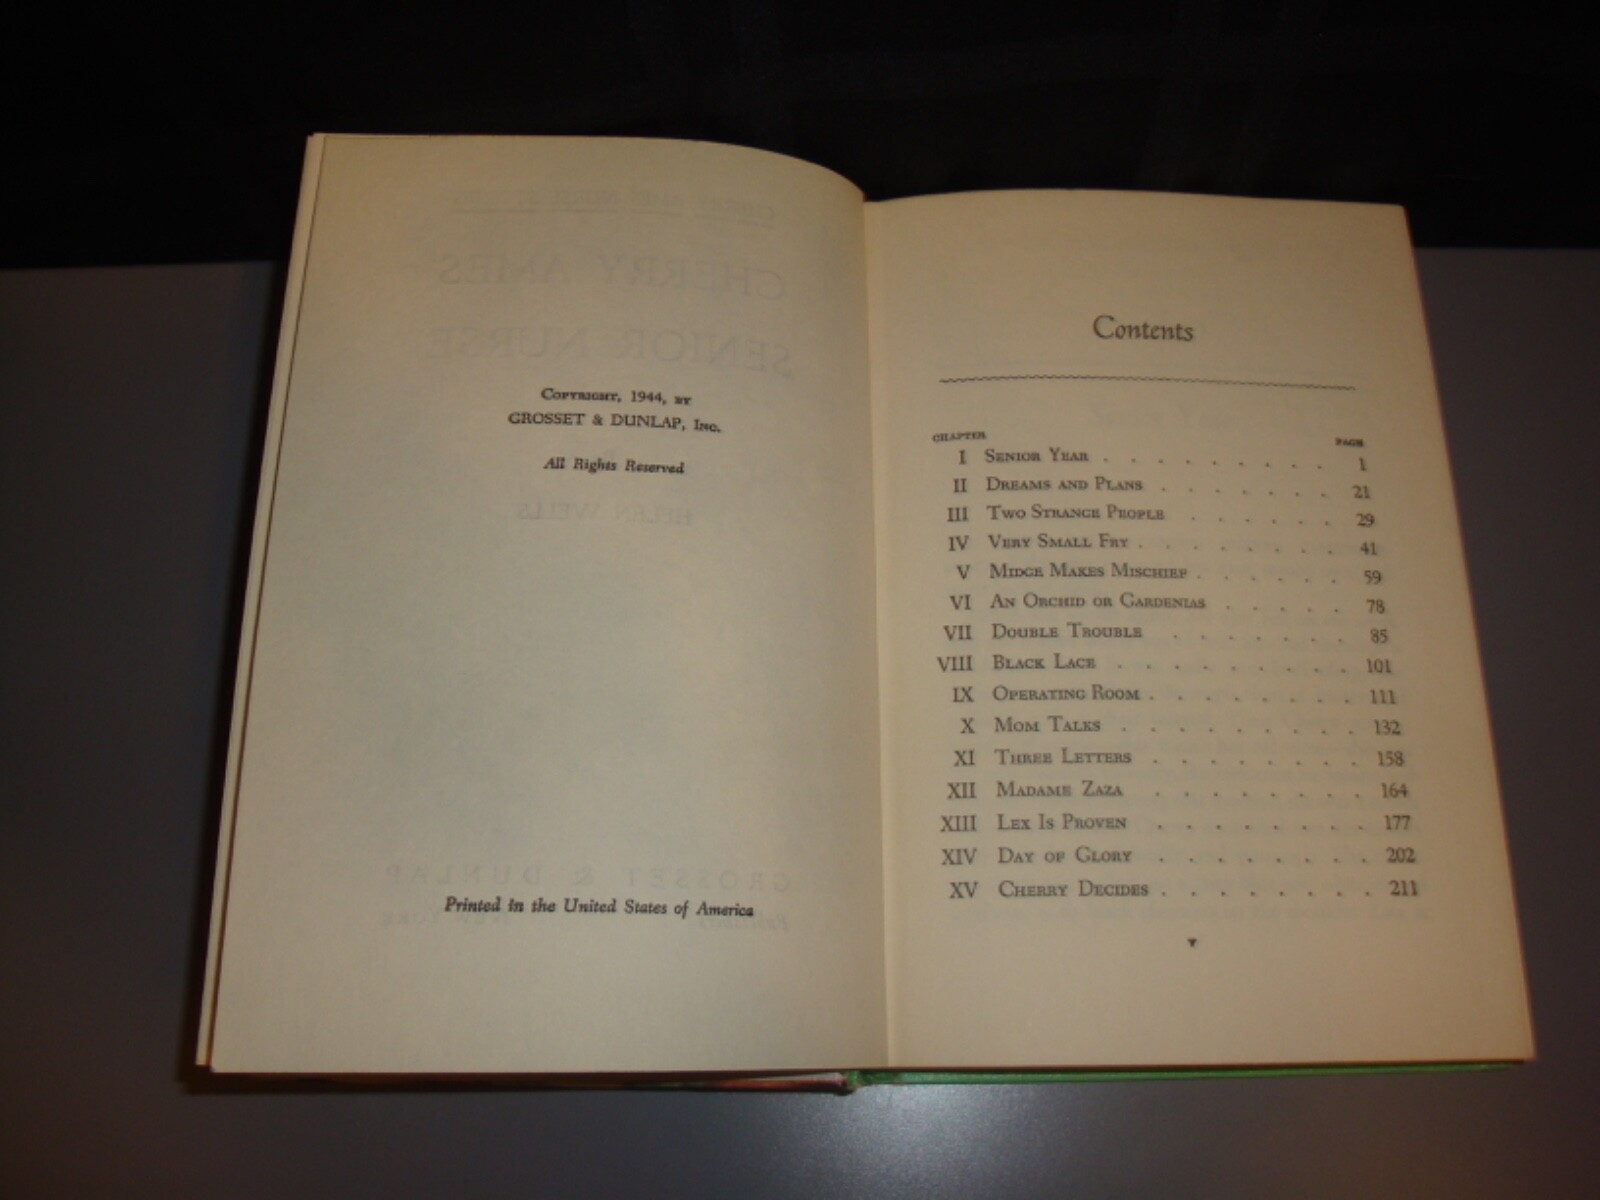 COPYRIGHT, 1944, BY
GROSSET & DUNLAP, INC.
All Rights Reserved
Printed in the United States of America
Contents
CHAPTER PAGE
I SENIOR YEAR . . . . . . . . . 1
II DREAMS AND PLANS . . . . . . . 21
III TWO STRANGE PEOPLE . . . . . . 29
IV VERY SMALL FRY . . . . . . . . 41
V MIDGE MAKES MISCHIEF . . . . . . 59
VI AN ORCHID OR GARDENIAS . . . . . 78
VII DOUBLE TROUBLE . . . . . . . 85
VIII BLACK LACE . . . . . . . . . 101
IX OPERATING ROOM . . . . . . . . 111
X MOM TALKS . . . . . . . . . 132
XI THREE LETTERS . . . . . . . . 158
XII MADAME ZAZA . . . . . . . . 164
XIII LEX IS PROVEN . . . . . . . . 177
XIV DAY OF GLORY . . . . . . . . 202
XV CHERRY DECIDES . . . . . . . . 211
v